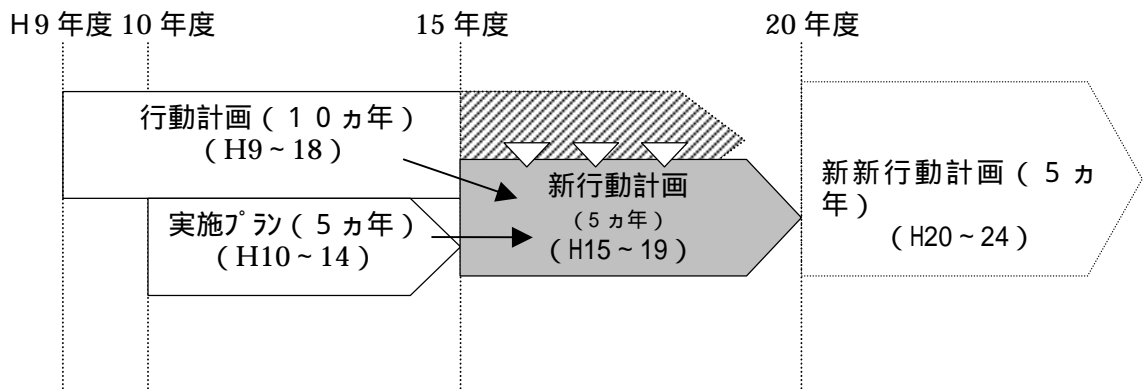 H9年度 10年度 15年度 20年度
行動計画(10ヵ年)
(H9~18)
実施プラン(5ヵ年)
(H10~14)
新行動計画
(5ヵ年)
(H15~19)
新新行動計画(5ヵ
年)
(H20~24)